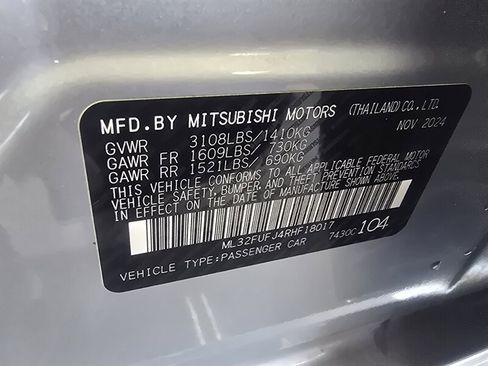 MFD.BY MITSUBISHI MOTORS (THAILAND) CO., LTD.
NOV 2024
GVWR 3108LBS/1410KG
GAWR FR 1609LBS/ 730KG
GAWR RR 1521LBS/ 690KG
THIS VEHICLE CONFORMS TO ALL APPLICABLE FEDERAL MOTOR
VEHICLE SAFETY, BUMPER, AND THEFT PREVENTION STANDARDS
IN EFFECT ON THE DATE OF MANUFACTURE SHOWN ABOVE.
ML32FUFJ4RHF18017
VEHICLE TYPE:PASSENGER CAR 7430C 104